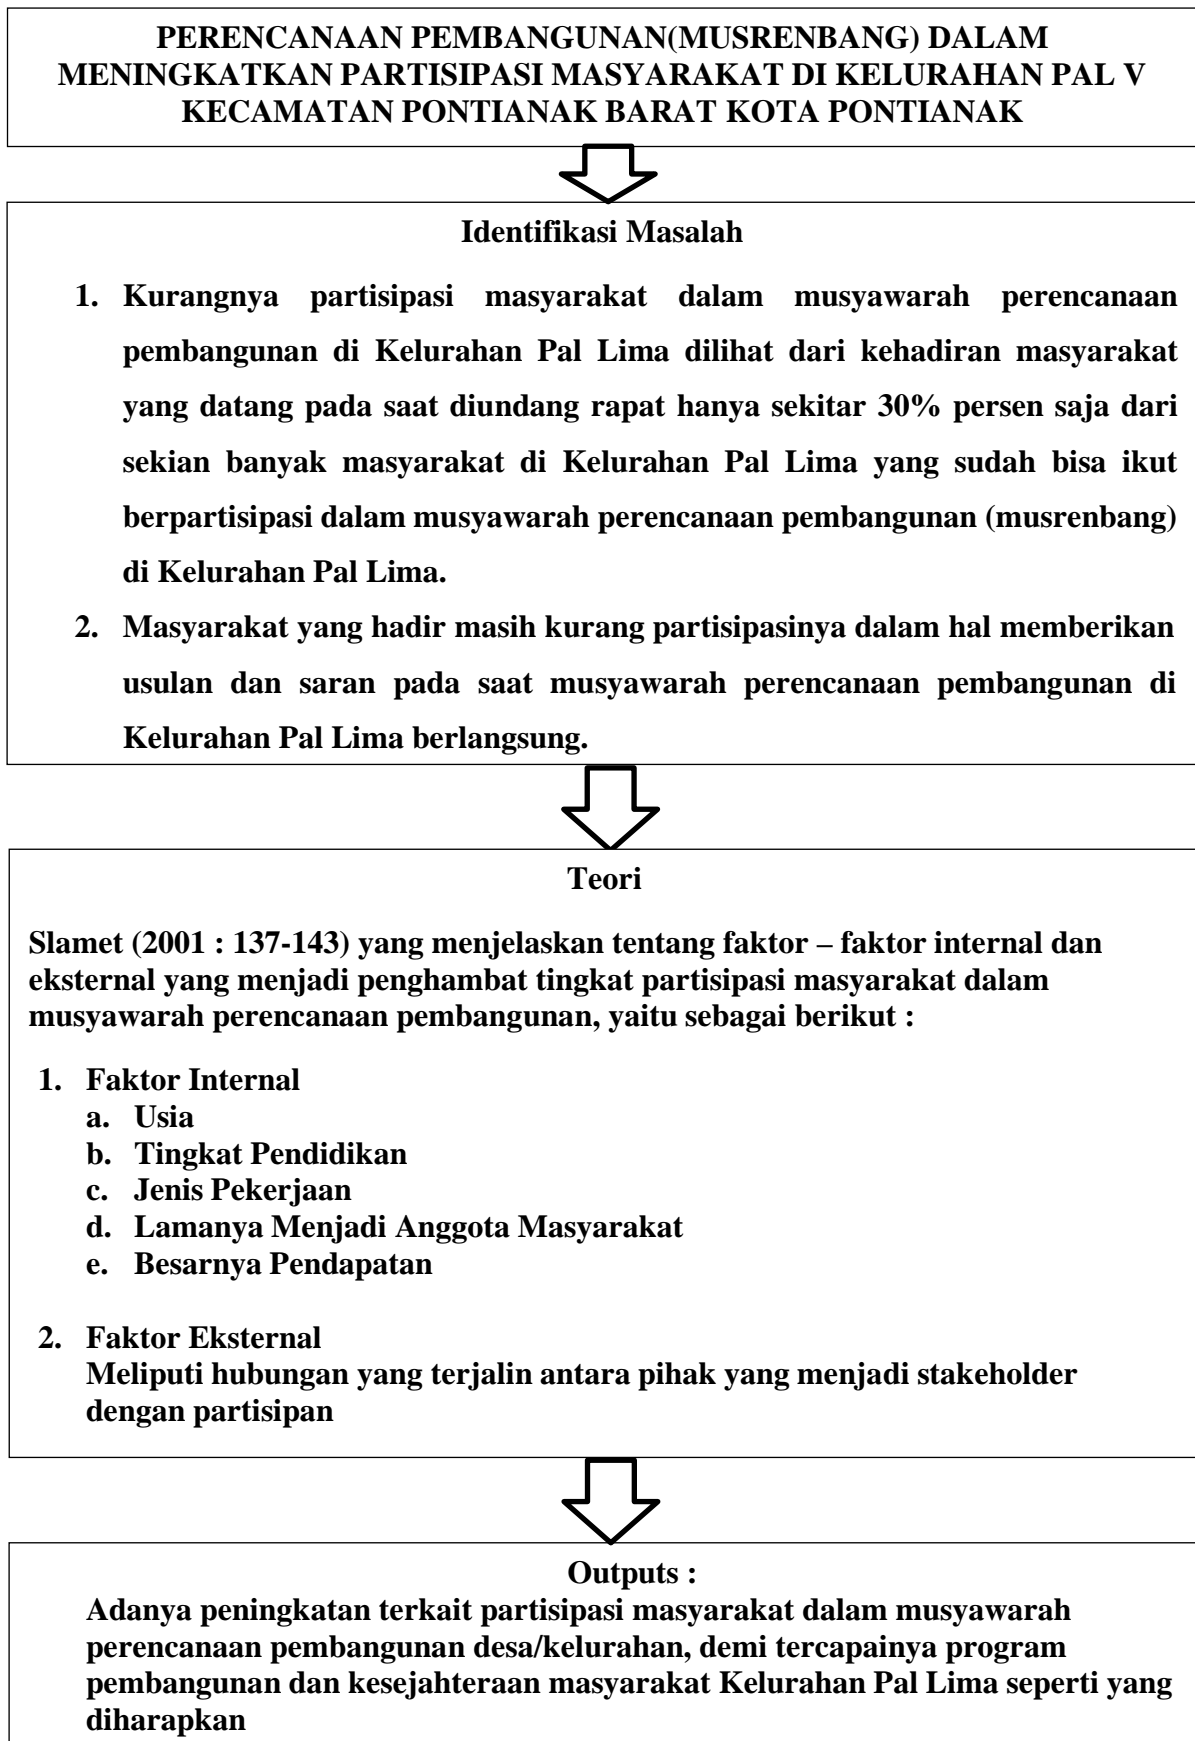 PERENCANAAN PEMBANGUNAN(MUSRENBANG) DALAM
MENINGKATKAN PARTISIPASI MASYARAKAT DI KELURAHAN PAL V
KECAMATAN PONTIANAK BARAT KOTA PONTIANAK
Identifikasi Masalah
1. Kurangnya partisipasi masyarakat dalam musyawarah perencanaan
pembangunan di Kelurahan Pal Lima dilihat dari kehadiran masyarakat
yang datang pada saat diundang rapat hanya sekitar 30% persen saja dari
sekian banyak masyarakat di Kelurahan Pal Lima yang sudah bisa ikut
berpartisipasi dalam musyawarah perencanaan pembangunan (musrenbang)
di Kelurahan Pal Lima.
2. Masyarakat yang hadir masih kurang partisipasinya dalam hal memberikan
usulan dan saran pada saat musyawarah perencanaan pembangunan di
Kelurahan Pal Lima berlangsung.
Teori
Slamet (2001 : 137-143) yang menjelaskan tentang faktor – faktor internal dan
eksternal yang menjadi penghambat tingkat partisipasi masyarakat dalam
musyawarah perencanaan pembangunan, yaitu sebagai berikut :
1. Faktor Internal
a. Usia
b. Tingkat Pendidikan
c. Jenis Pekerjaan
d. Lamanya Menjadi Anggota Masyarakat
e. Besarnya Pendapatan
2. Faktor Eksternal
Meliputi hubungan yang terjalin antara pihak yang menjadi stakeholder
dengan partisipan
Outputs :
Adanya peningkatan terkait partisipasi masyarakat dalam musyawarah
perencanaan pembangunan desa/kelurahan, demi tercapainya program
pembangunan dan kesejahteraan masyarakat Kelurahan Pal Lima seperti yang
diharapkan